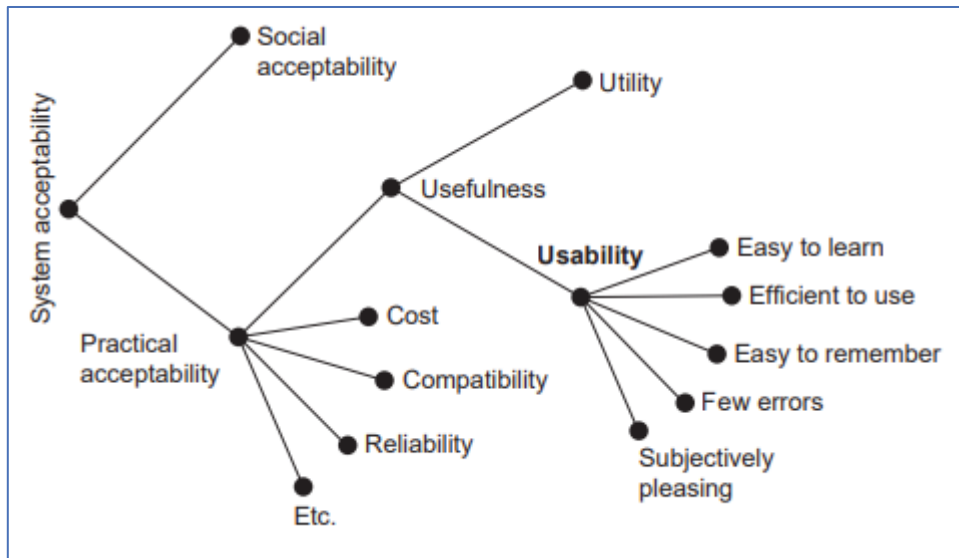 Social
acceptability
Utility
System acceptability
Usefulness
Usability
Easy to learn
Efficient to use
Cost
Practical
acceptability
Easy to remember
Compatibility
Few errors
Reliability
Subjectively
pleasing
Etc.